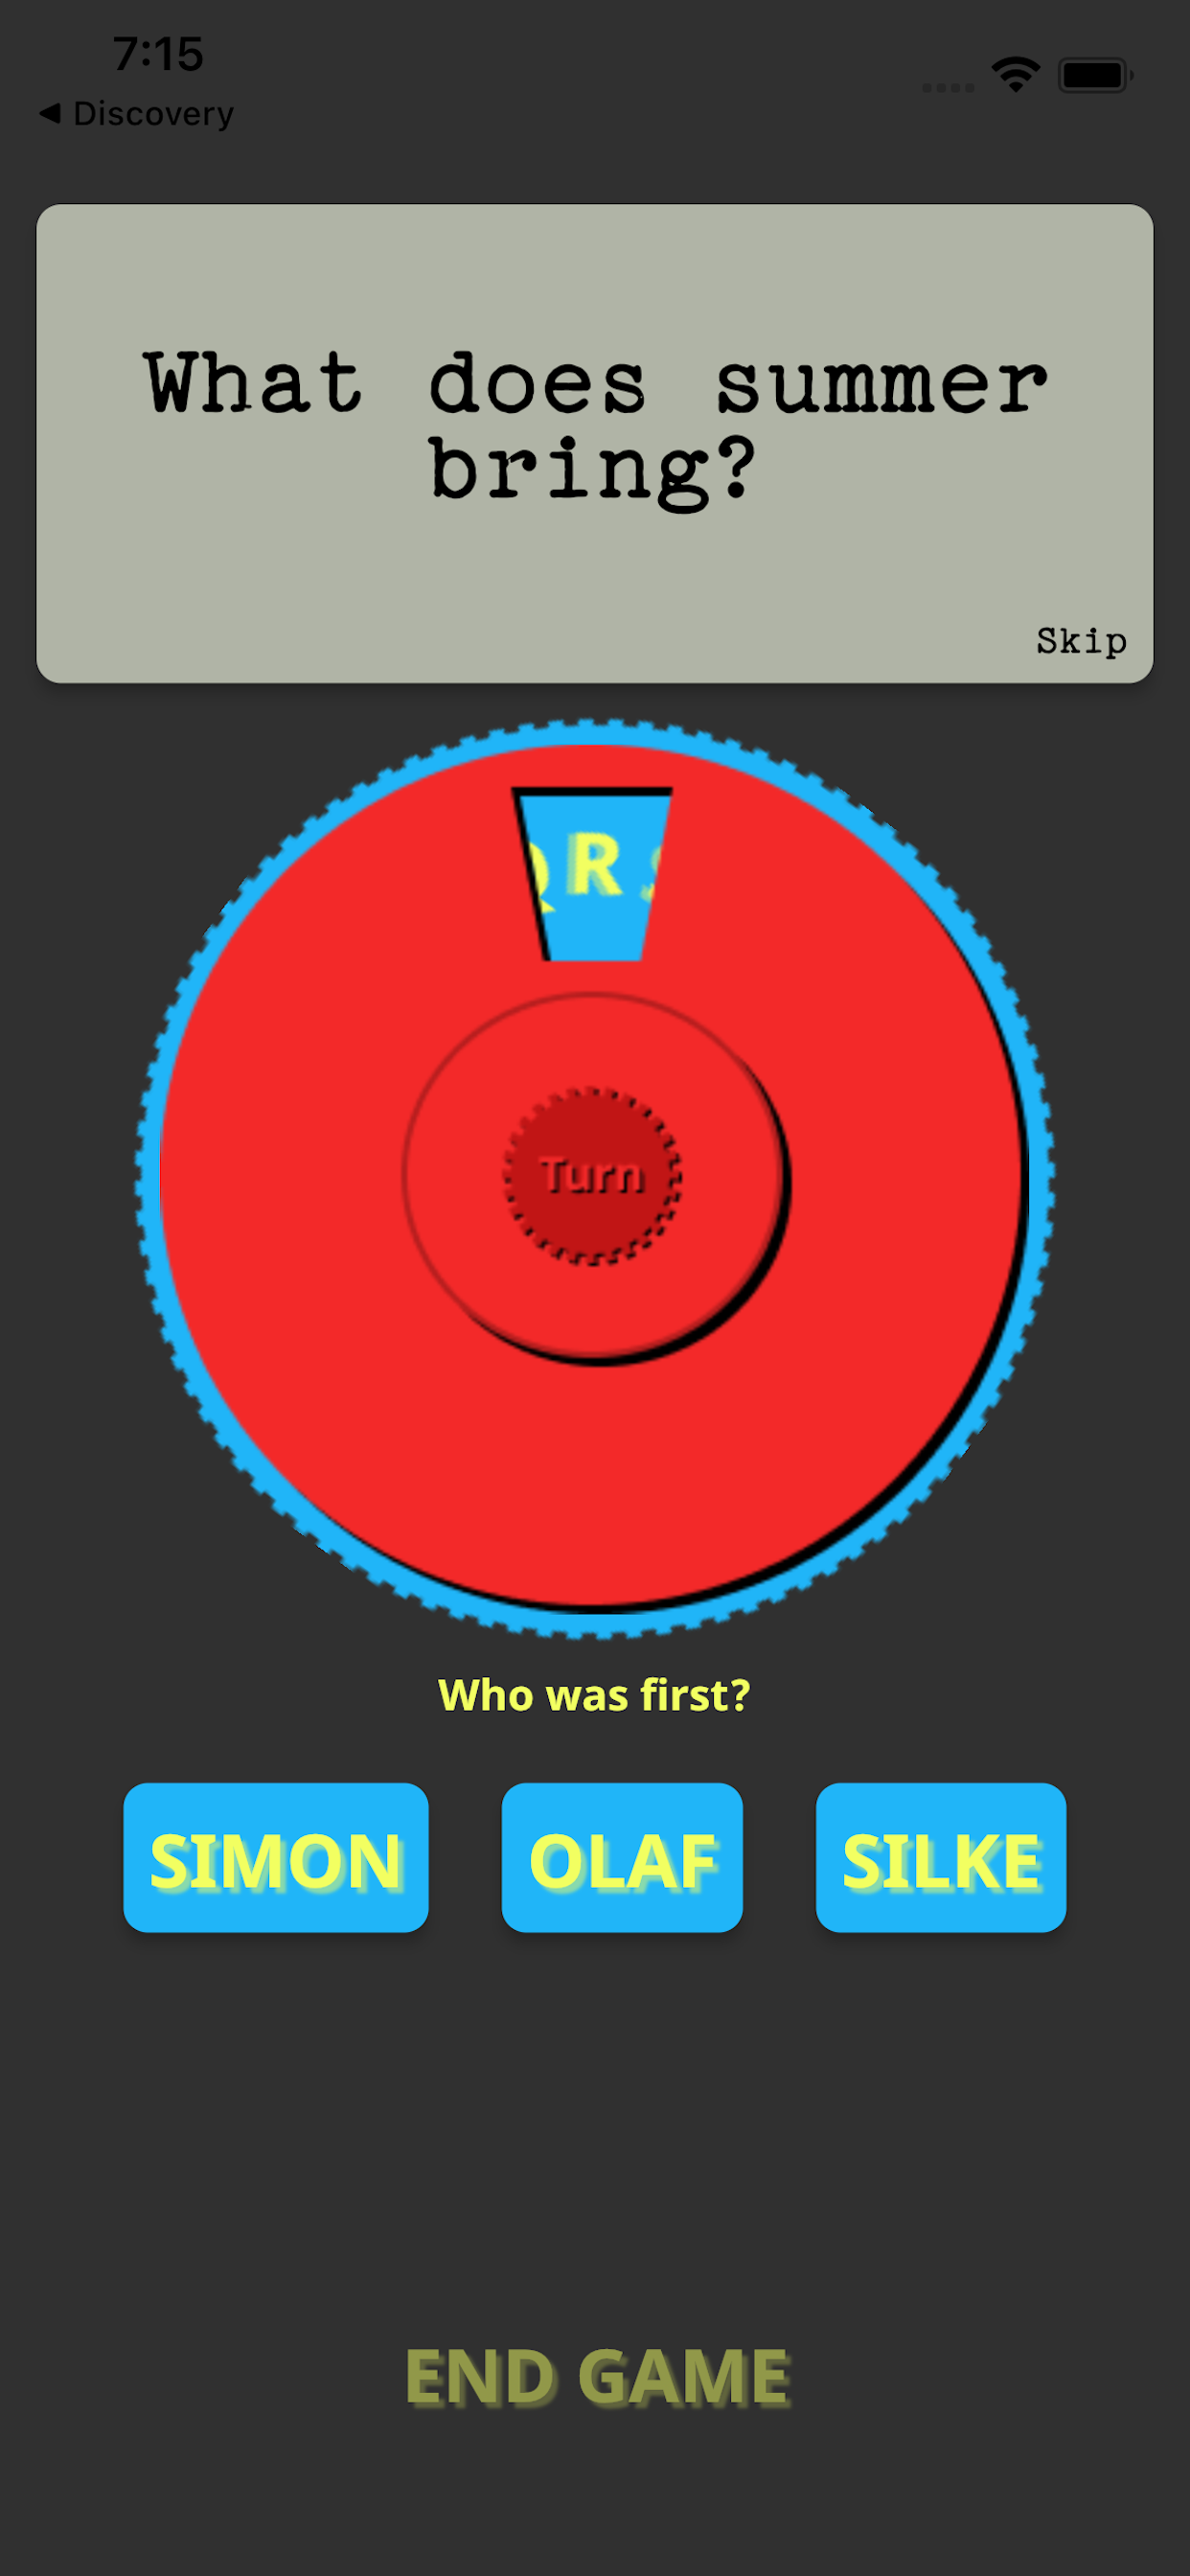 7:15
◀ Discovery
What does summer
bring?
Skip
Q R S
Turn
Who was first?
SIMON OLAF SILKE
END GAME